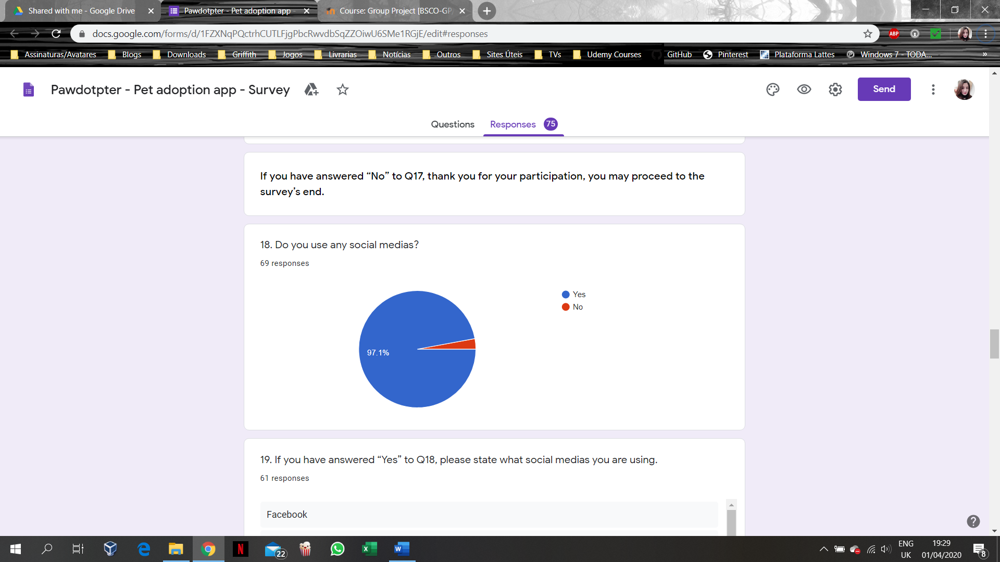 Shared with me - Google Drive
Pawdotpter - Pet adoption app -
Course: Group Project [BSCO-GP
docs.google.com/forms/d/1FZXNqPQctrhCUTLFjgPbcRwvdbSqZZOiwU6SMe1RGjE/edit#responses
ABP
Assinaturas/Avatares Blogs Downloads Griffith Jogos Livrarias Notícias Outros Sites Úteis TVs Udemy Courses GitHub Pinterest Plataforma Lattes Windows 7 - TODA... »
Pawdotpter - Pet adoption app - Survey
Send
Questions Responses 75
If you have answered “No” to Q17, thank you for your participation, you may proceed to the
survey’s end.
18. Do you use any social medias?
69 responses
Yes
No
97.1%
19. If you have answered “Yes” to Q18, please state what social medias you are using.
61 responses
Facebook
22
ENG
UK
19:29
01/04/2020
8